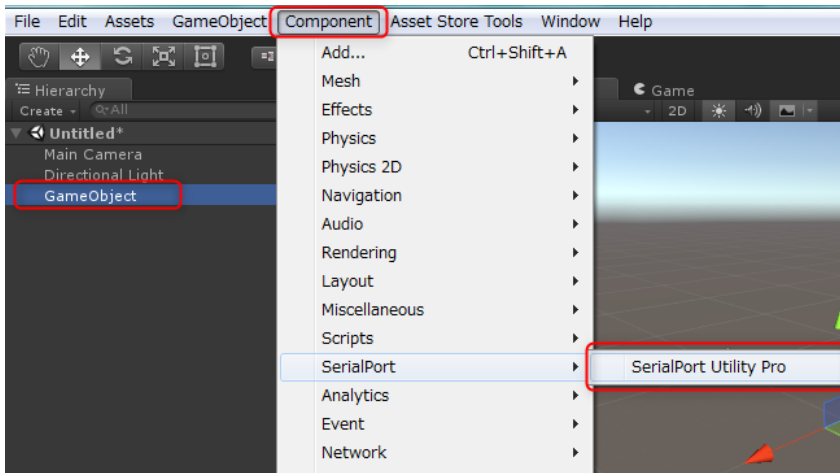 File Edit Assets GameObject Component Asset Store Tools Window Help
Hierarchy
Create All
Untitled*
Main Camera
Directional Light
GameObject
Add... Ctrl+Shift+A
Mesh
Effects
Physics
Physics 2D
Navigation
Audio
Rendering
Layout
Miscellaneous
Scripts
SerialPort
Analytics
Event
Network
Game
2D
SerialPort Utility Pro